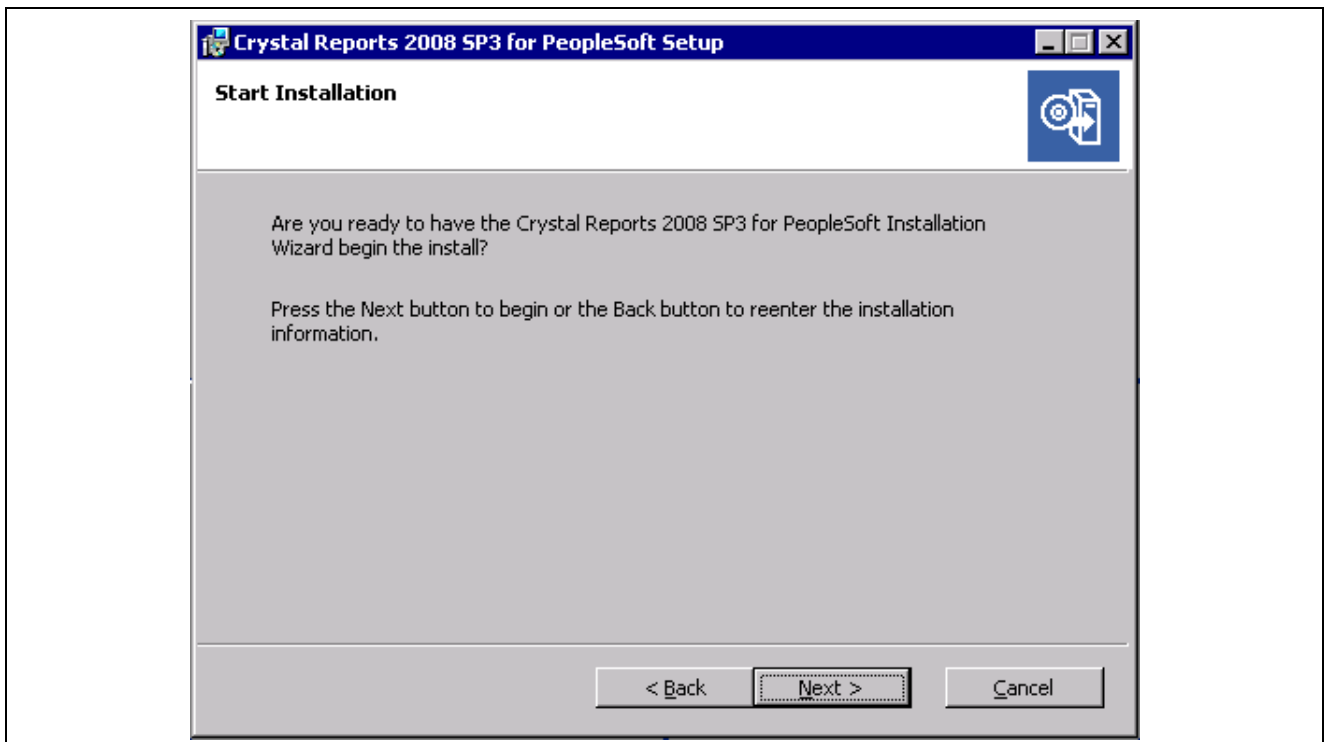 Crystal Reports 2008 SP3 for PeopleSoft Setup
Start Installation
Are you ready to have the Crystal Reports 2008 SP3 for PeopleSoft Installation
Wizard begin the install?
Press the Next button to begin or the Back button to reenter the installation
information.
< Back Next > Cancel